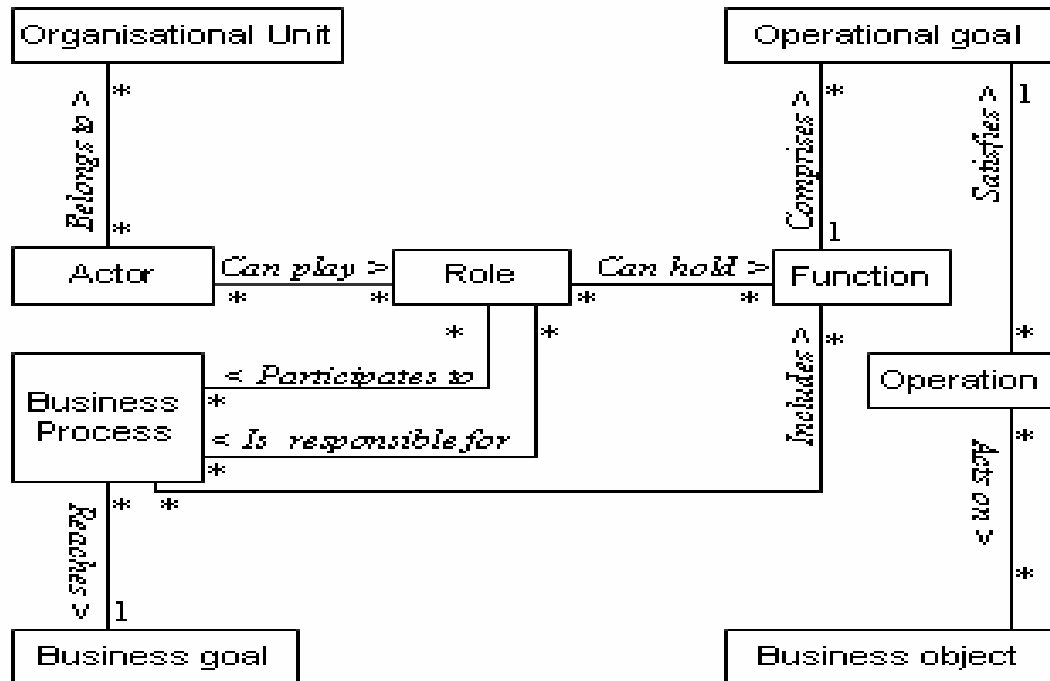 Organisational Unit
Operational goal
*
Belongs to >
*
*
Comprises >
1
1
Satisfies >
*
Actor
Can play >
* *
Role
Can hold >
* *
Function
*
*
*
Includes >
Operation
Business
Process
< Participates to
*
< Is responsible for
*
*
*
Reaches >
1
*
Acts on >
*
Business goal
Business object